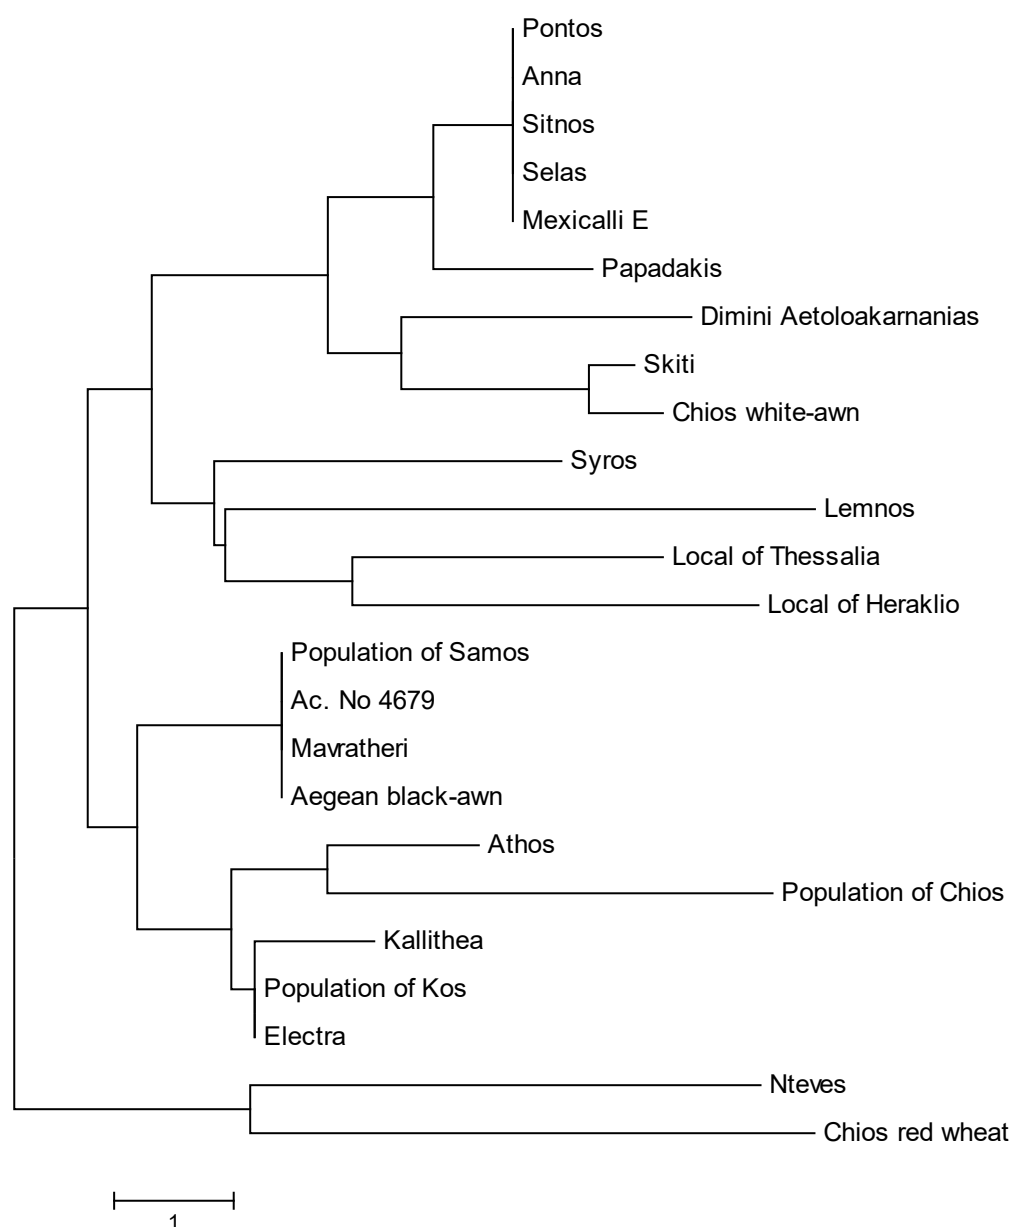 Pontos
Anna
Sitnos
Selas
Mexicalli E
Papadakis
Dimini Aetoloakarnanias
Skiti
Chios white-awn
Syros
Lemnos
Local of Thessalia
Local of Heraklio
Population of Samos
Ac. No 4679
Mavratheri
Aegean black-awn
Athos
Population of Chios
Kallithea
Population of Kos
Electra
Nteves
Chios red wheat
1